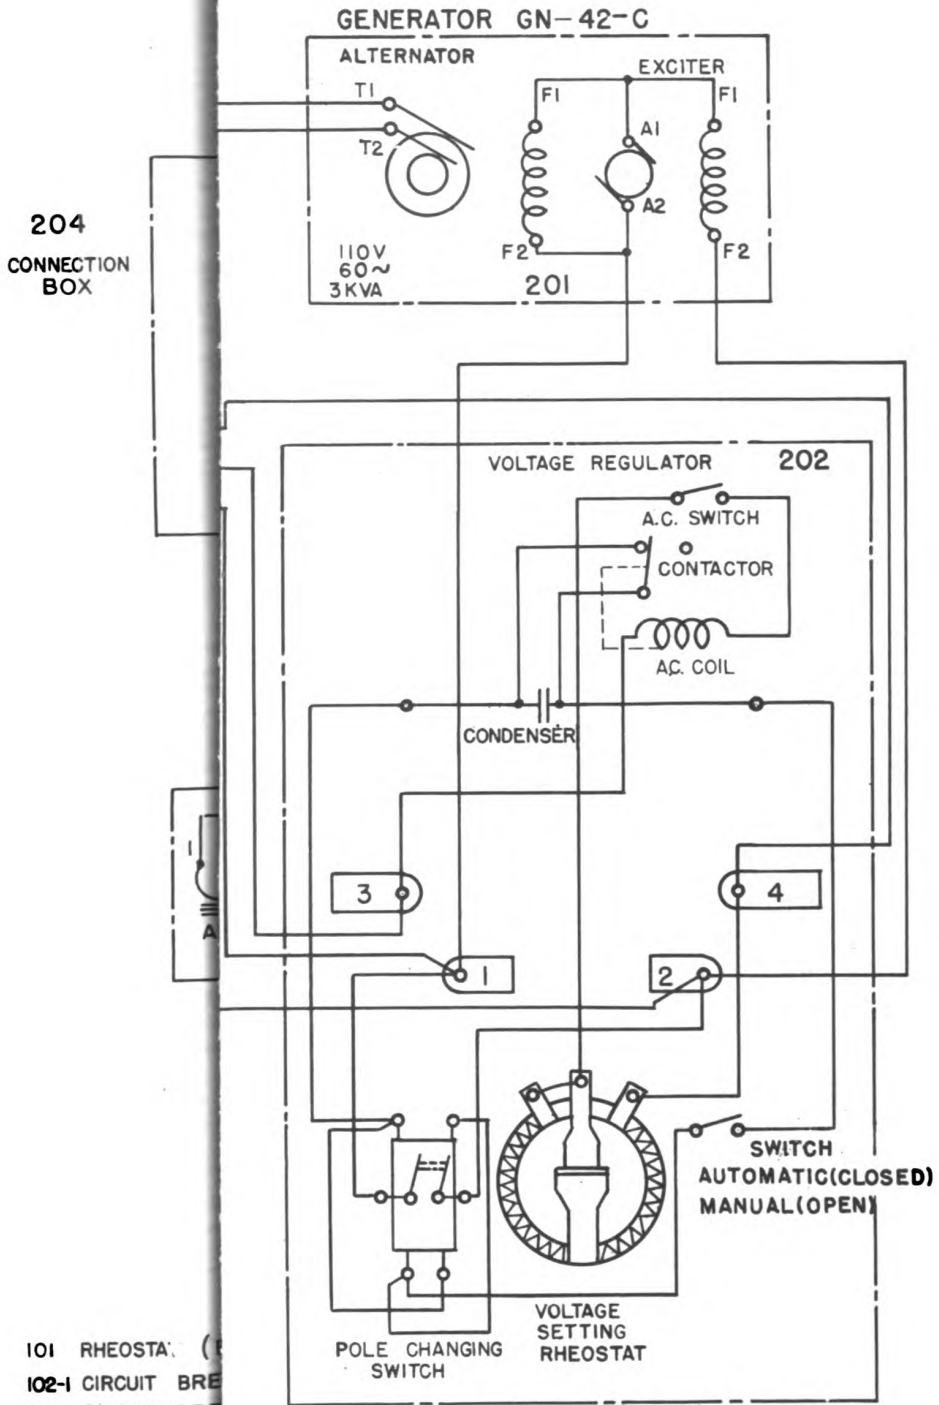 GENERATOR GN-42-C
ALTERNATOR
EXCITER
T1
T2
F1
F1
A1
A2
F2
F2
110V
60~
3KVA
201
204
CONNECTION
BOX
VOLTAGE REGULATOR
202
A.C. SWITCH
CONTACTOR
A.C. COIL
CONDENSER
3
4
1
A
1
2
SWITCH
AUTOMATIC(CLOSED)
MANUAL(OPEN)
VOLTAGE
SETTING
RHEOSTAT
POLE CHANGING
SWITCH
101
102-1 CIRCUIT